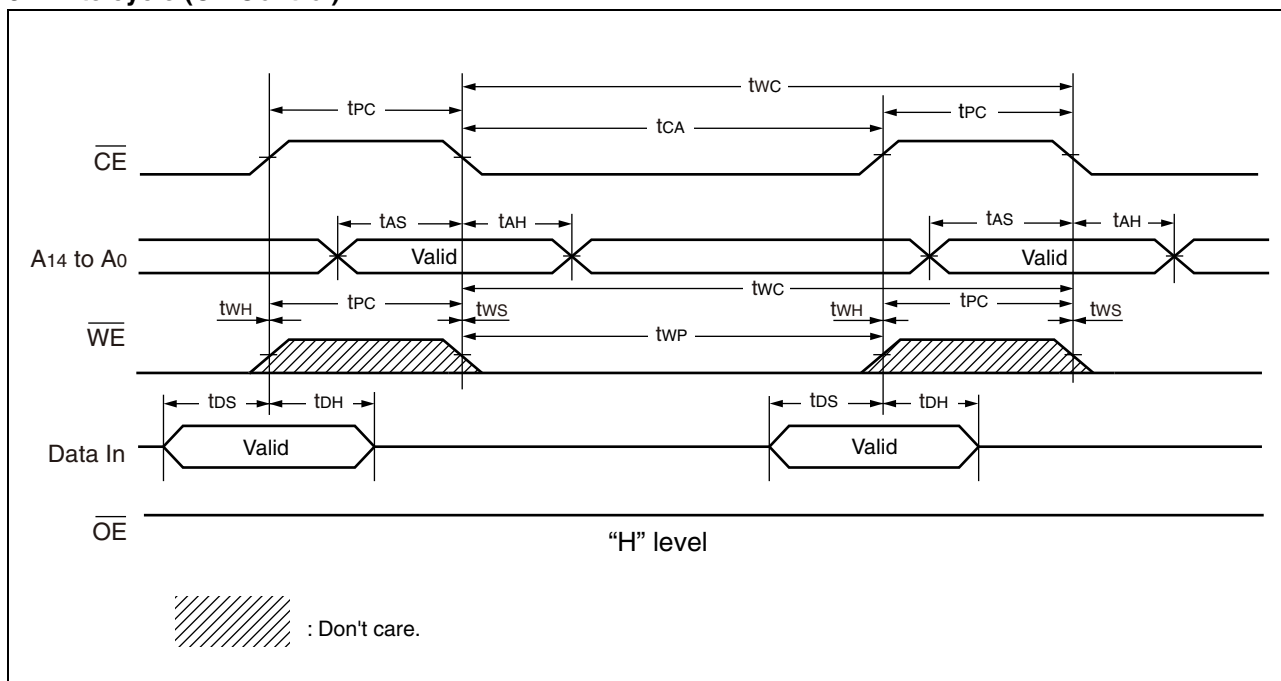 tWC
tPC tCA tPC
CE
tAS tAH tAS tAH
A14 to A0 Valid Valid
tWC
tWH tPC tWS tWH tPC tWS
WE tWP
tDS tDH tDS tDH
Data In Valid Valid
OE
“H” level
: Don't care.